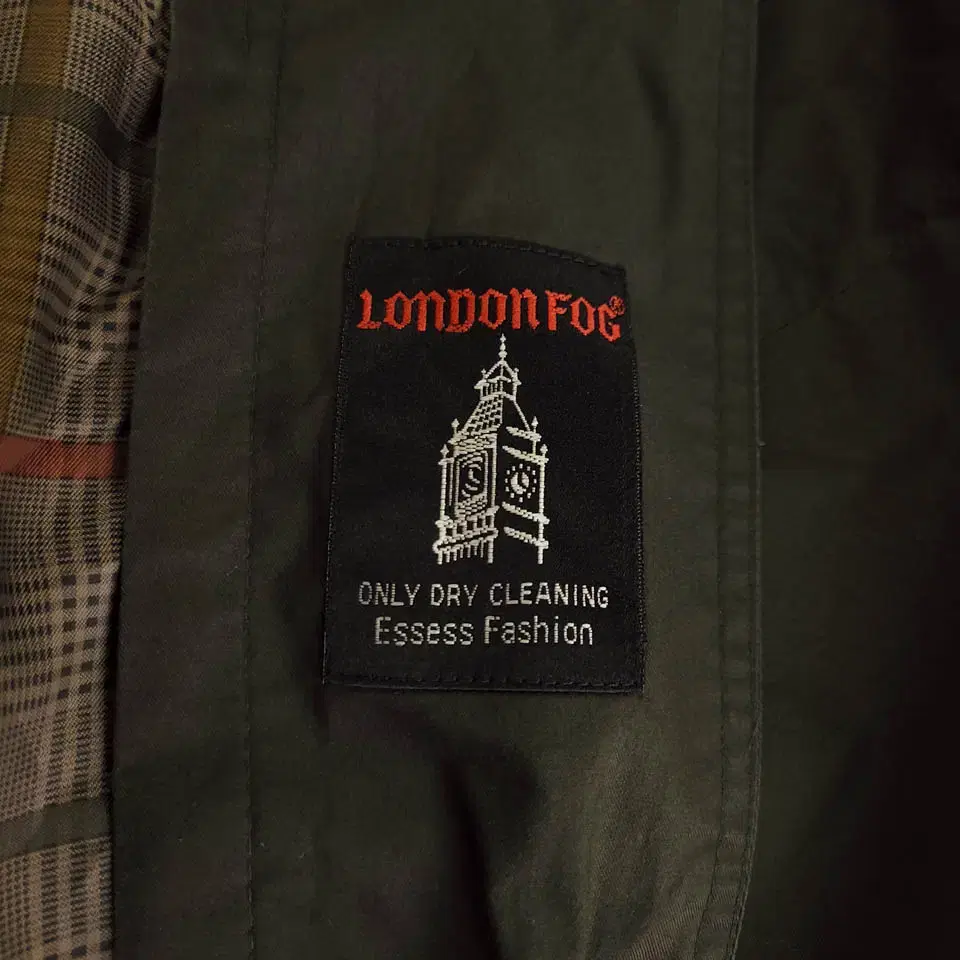 LONDON FOG®
ONLY DRY CLEANING
Essess Fashion